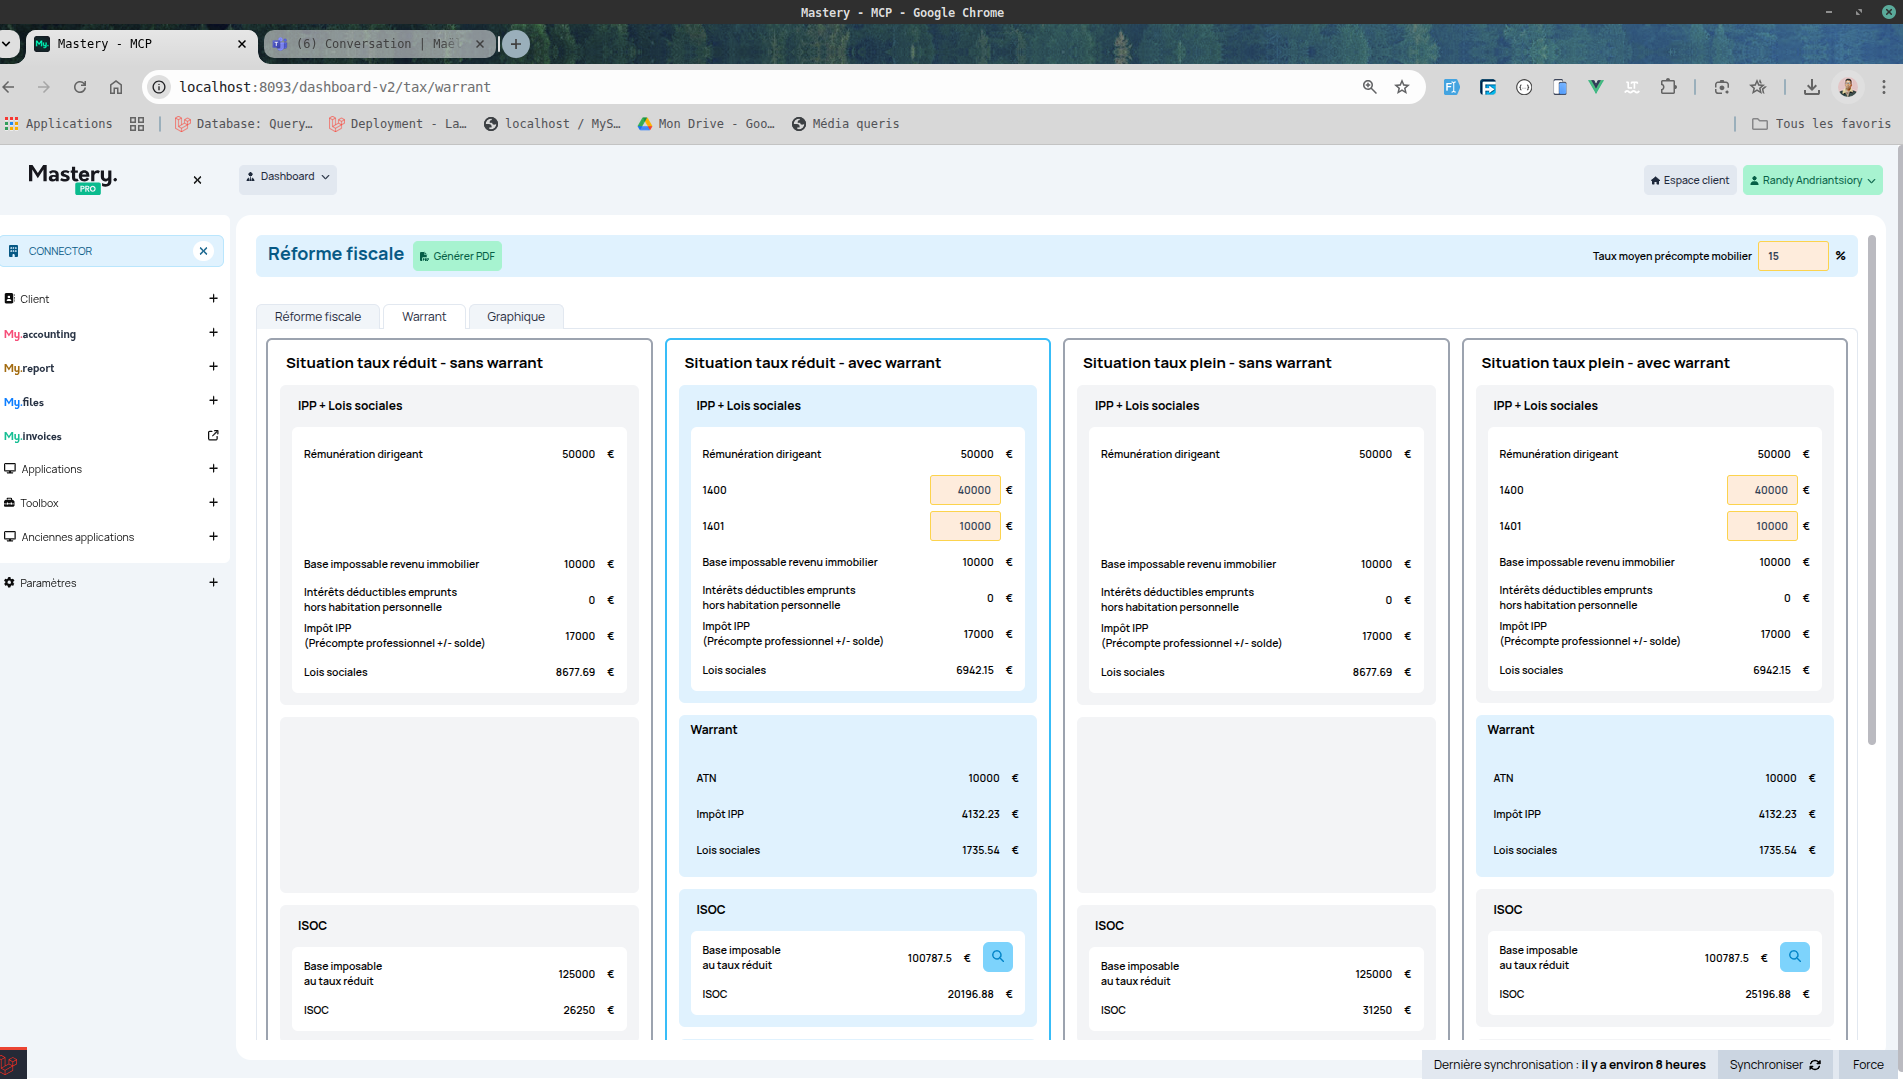 Mastery - MCP - Google Chrome
My. Mastery - MCP
(6) Conversation | Maël
localhost:8093/dashboard-v2/tax/warrant
Applications
Database: Query…
Deployment - La…
localhost / MyS…
Mon Drive - Goo…
Média queris
Tous les favoris
Mastery.
PRO
Dashboard
Espace client
Randy Andriantsiory
CONNECTOR
Client
My.accounting
My.report
My.files
My.invoices
Applications
Toolbox
Anciennes applications
Paramètres
Réforme fiscale
Générer PDF
Taux moyen précompte mobilier 15 %
Réforme fiscale
Warrant
Graphique
Situation taux réduit - sans warrant
IPP + Lois sociales
Rémunération dirigeant 50000 €
Base impossable revenu immobilier 10000 €
Intérêts déductibles emprunts
hors habitation personnelle 0 €
Impôt IPP
(Précompte professionnel +/- solde) 17000 €
Lois sociales 8677.69 €
ISOC
Base imposable
au taux réduit 125000 €
ISOC 26250 €
Situation taux réduit - avec warrant
IPP + Lois sociales
Rémunération dirigeant 50000 €
1400 40000 €
1401 10000 €
Base impossable revenu immobilier 10000 €
Intérêts déductibles emprunts
hors habitation personnelle 0 €
Impôt IPP
(Précompte professionnel +/- solde) 17000 €
Lois sociales 6942.15 €
Warrant
ATN 10000 €
Impôt IPP 4132.23 €
Lois sociales 1735.54 €
ISOC
Base imposable
au taux réduit 100787.5 €
ISOC 20196.88 €
Situation taux plein - sans warrant
IPP + Lois sociales
Rémunération dirigeant 50000 €
Base impossable revenu immobilier 10000 €
Intérêts déductibles emprunts
hors habitation personnelle 0 €
Impôt IPP
(Précompte professionnel +/- solde) 17000 €
Lois sociales 8677.69 €
ISOC
Base imposable
au taux réduit 125000 €
ISOC 31250 €
Situation taux plein - avec warrant
IPP + Lois sociales
Rémunération dirigeant 50000 €
1400 40000 €
1401 10000 €
Base impossable revenu immobilier 10000 €
Intérêts déductibles emprunts
hors habitation personnelle 0 €
Impôt IPP
(Précompte professionnel +/- solde) 17000 €
Lois sociales 6942.15 €
Warrant
ATN 10000 €
Impôt IPP 4132.23 €
Lois sociales 1735.54 €
ISOC
Base imposable
au taux réduit 100787.5 €
ISOC 25196.88 €
Dernière synchronisation : il y a environ 8 heures
Synchroniser
Force